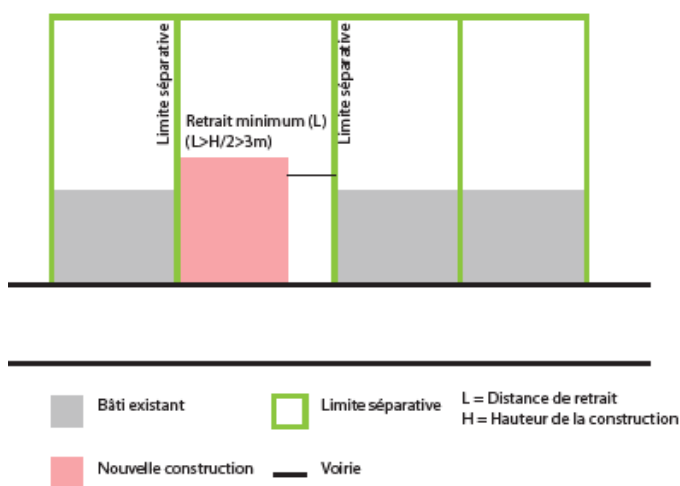 Limite séparative
Limite séparative
Retrait minimum (L)
(L>H/2>3m)
Bâti existant
Limite séparative
L = Distance de retrait
H = Hauteur de la construction
Nouvelle construction
Voirie